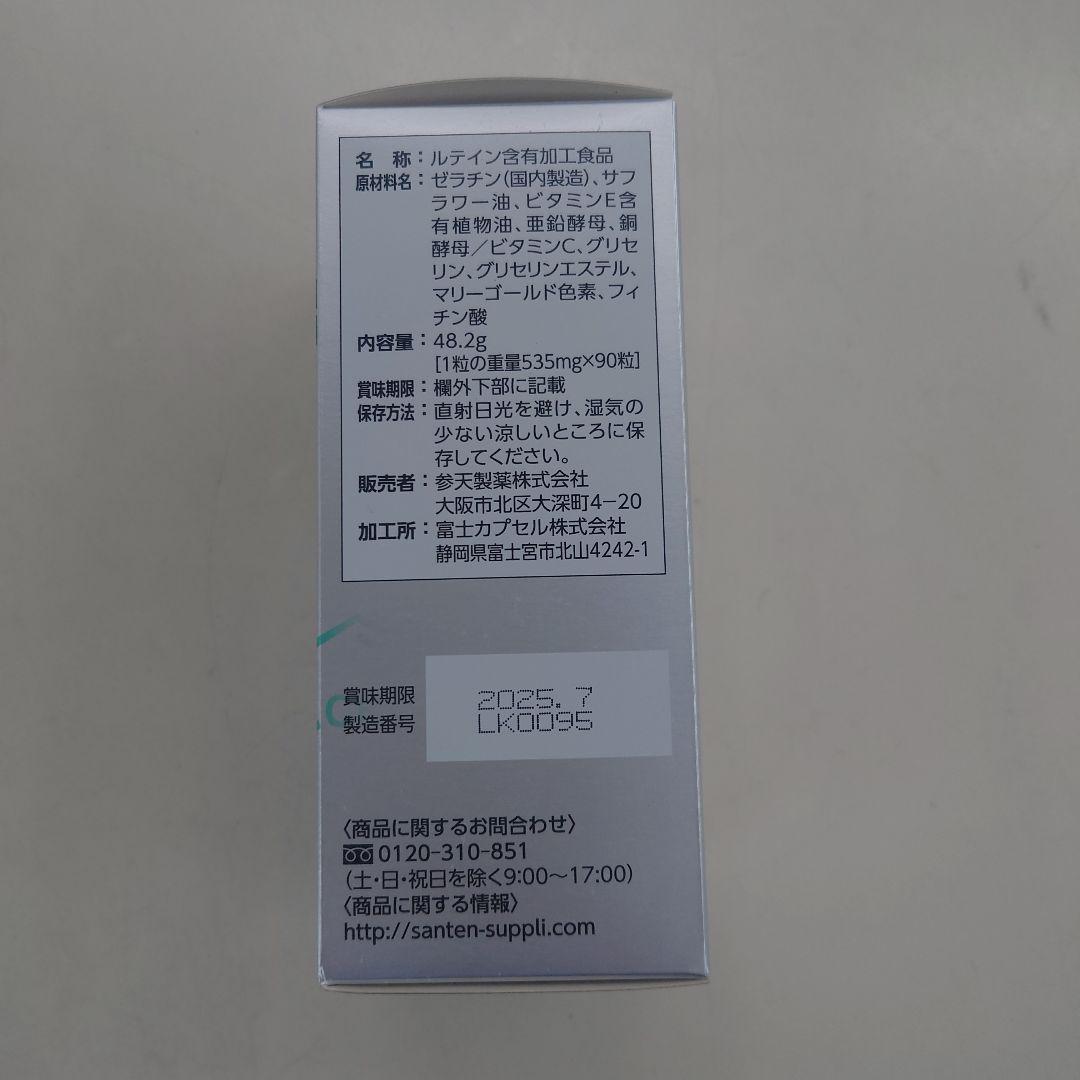 名 称：ルテイン含有加工食品
原材料名：ゼラチン(国内製造)、サフ
ラワー油、ビタミンE含
有植物油、亜鉛酵母、銅
酵母／ビタミンC、グリセ
リン、グリセリンエステル、
マリーゴールド色素、フィ
チン酸
内容量：48.2g
[1粒の重量535mg×90粒]
賞味期限：欄外下部に記載
保存方法：直射日光を避け、湿気の
少ない涼しいところに保
存してください。
販売者：参天製薬株式会社
大阪市北区大深町4−20
加工所：富士カプセル株式会社
静岡県富士宮市北山4242-1
賞味期限 2025.7
製造番号 LK0095
〈商品に関するお問合わせ〉
0120-310-851
(土・日・祝日を除く9:00〜17:00)
〈商品に関する情報〉
http://santen-suppli.com